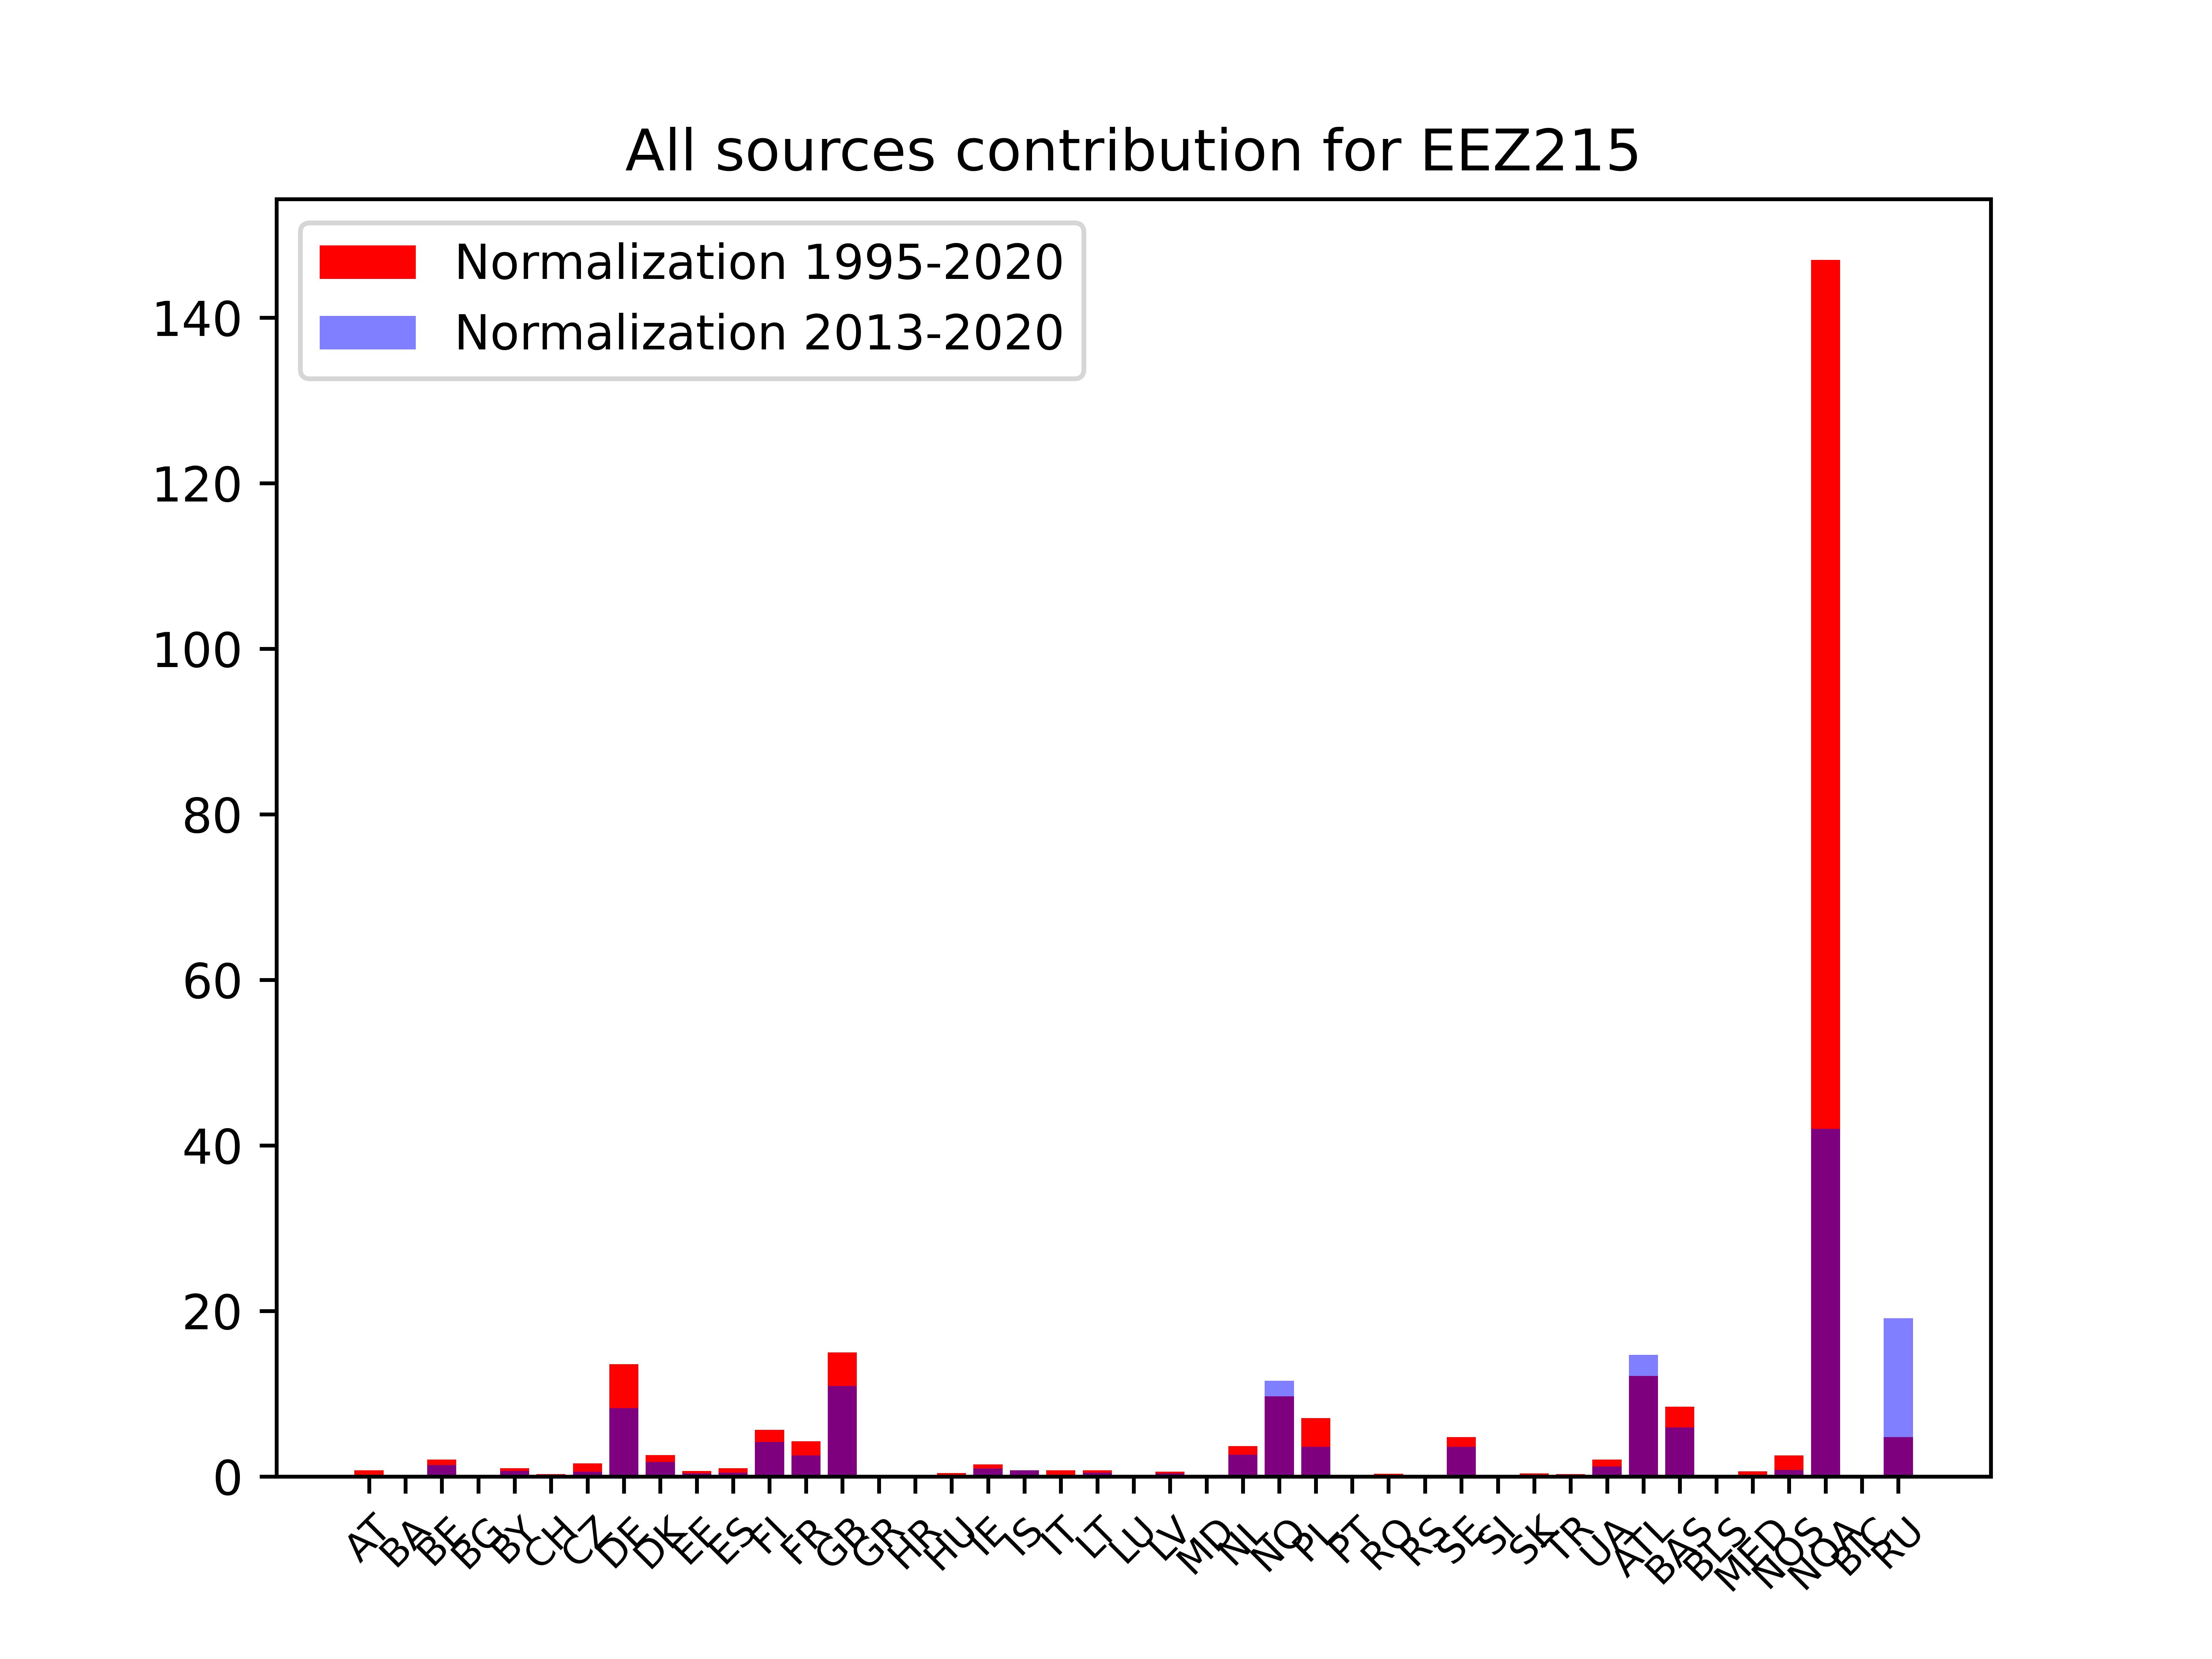 All sources contribution for EEZ215
Normalization 1995-2020
Normalization 2013-2020
140
120
100
80
60
40
20
0
AT BA BE BG BY CH CZ DE DK EE ES FI FR GB GR HR HU IE IS IT LT LU LV MD NL NO PL PT RO RS SE SI SK TR UA ATL BAS BLS MED NOS NOA BIC RU